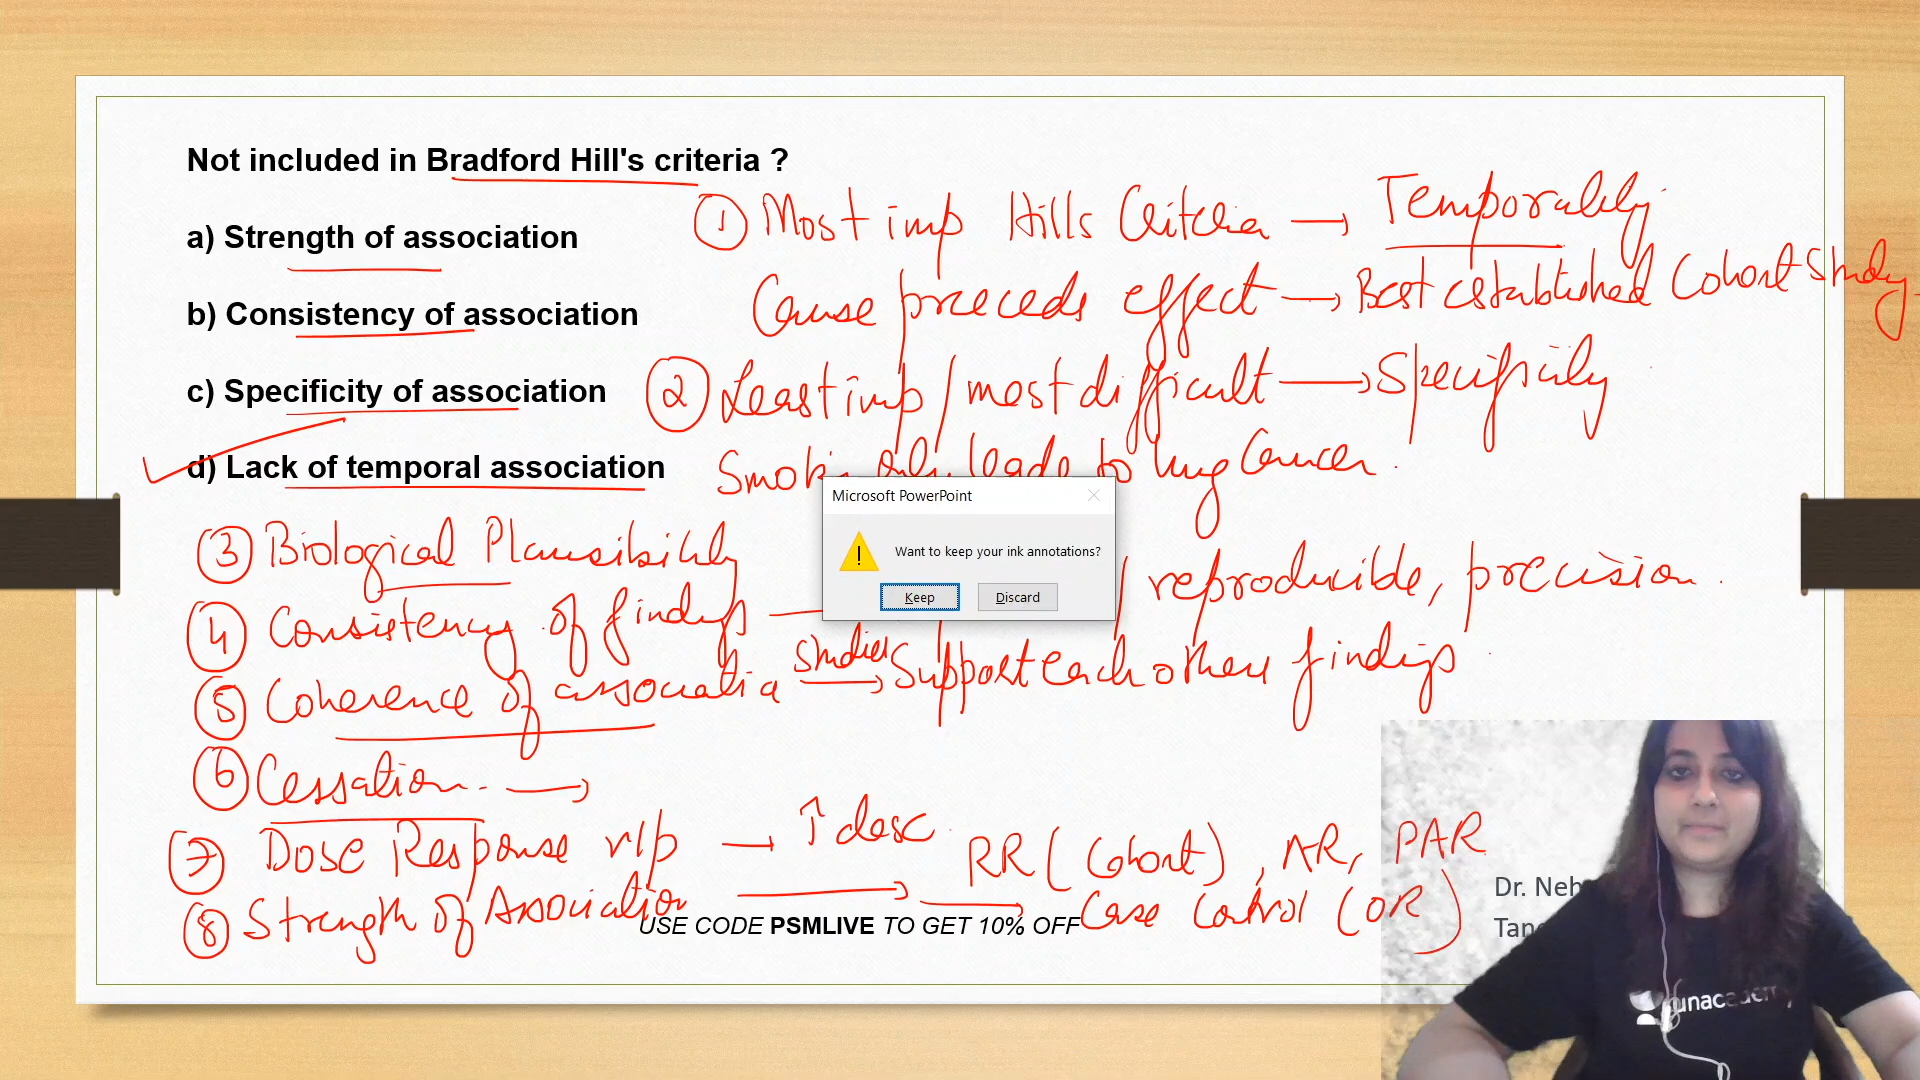 Not included in Bradford Hill's criteria ?
① Most imp Hills Criteria → Temporality
a) Strength of association
Cause precedes effect → Best established Cohort Study
b) Consistency of association
c) Specificity of association
② Least imp / most difficult → Specificity
d) Lack of temporal association
leads to lung Cancer.
Microsoft PowerPoint
Want to keep your ink annotations?
Keep Discard
③ Biological Plausibility
④ Consistency of findings → / reproducible, precision
⑤ Coherence of associatia studies → Support each others findings
⑥ Cessation. →
⑦ Dose Response r/p → ↑ dose
RR (Cohort), AR, PAR
⑧ Strength of Association → → Case Control (OR)
USE CODE PSMLIVE TO GET 10% OFF
Dr.
unacademy